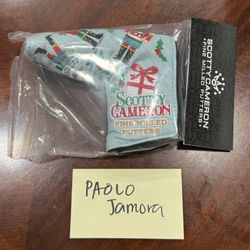 SCOTTY
CAMERON
FINE MILLED
PUTTERS
SCOTTY CAMERON
FINE MILLED PUTTERS
PAOLO
Jamora